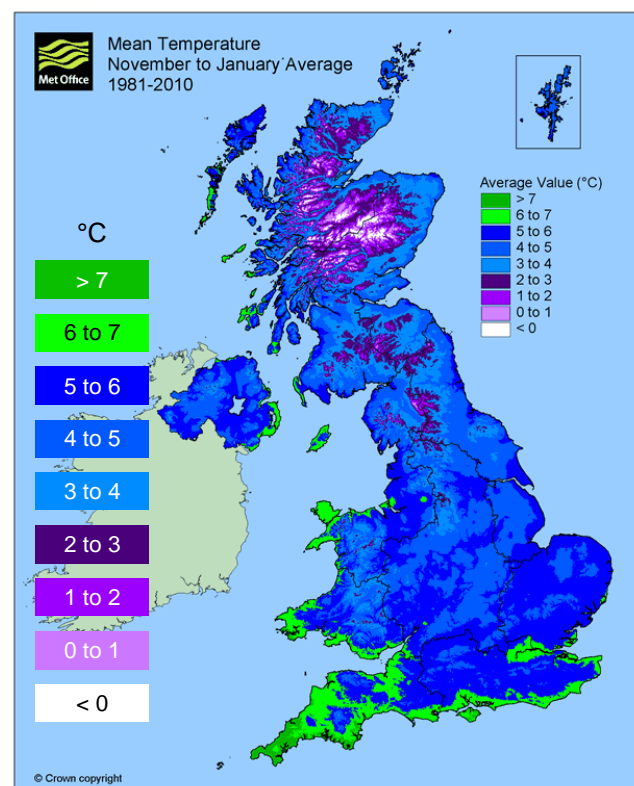 Met Office
Mean Temperature
November to January Average
1981-2010
Average Value (°C)
> 7
6 to 7
5 to 6
4 to 5
3 to 4
2 to 3
1 to 2
0 to 1
< 0
°C
> 7
6 to 7
5 to 6
4 to 5
3 to 4
2 to 3
1 to 2
0 to 1
< 0
© Crown copyright